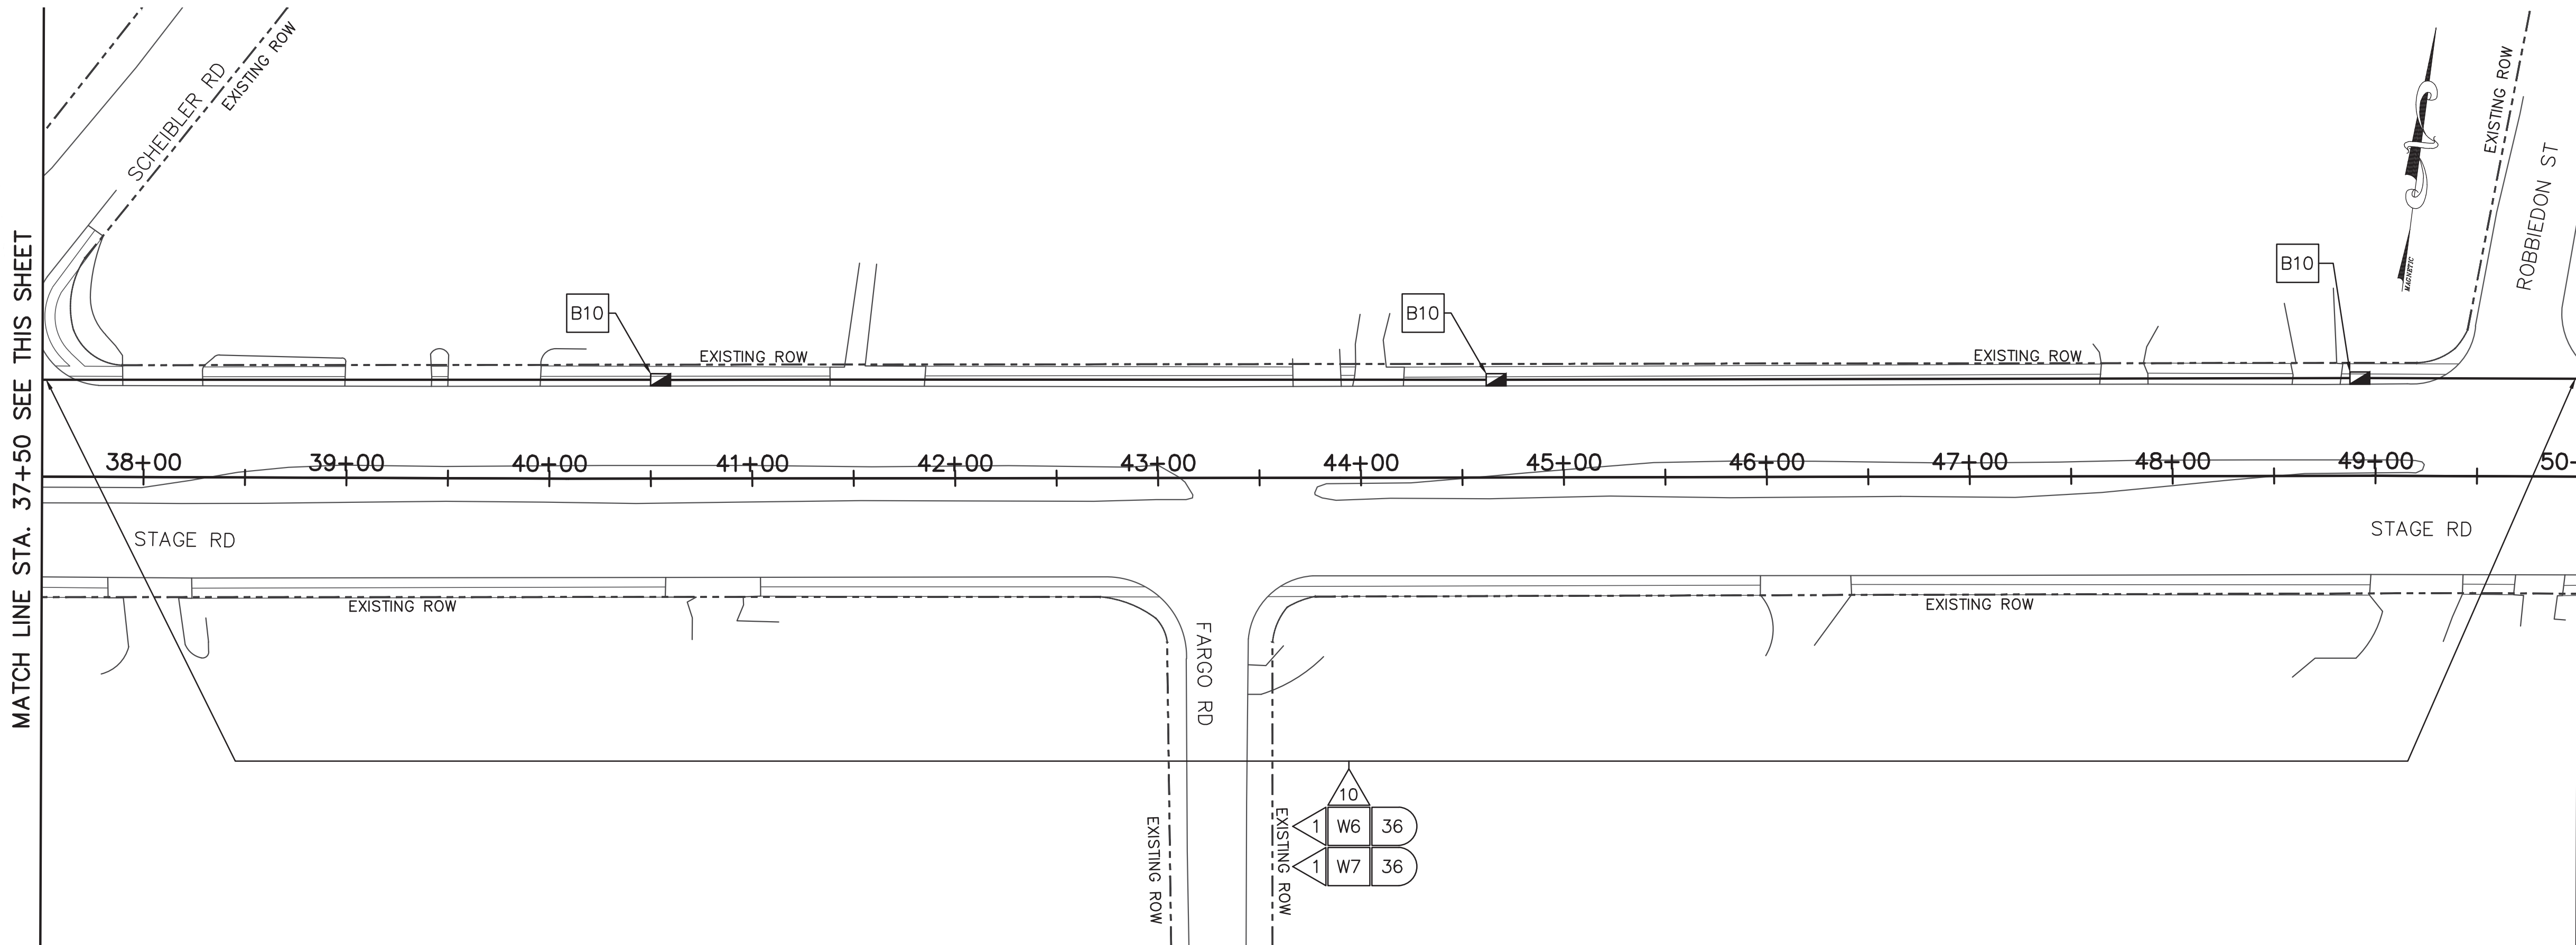 SCHEIBLER RD
EXISTING ROW
EXISTING ROW
ROBBIEDON ST
MAGNETIC
MATCH LINE STA. 37+50 SEE THIS SHEET
B10
B10
B10
EXISTING ROW
EXISTING ROW
38+00
39+00
40+00
41+00
42+00
43+00
44+00
45+00
46+00
47+00
48+00
49+00
50-
STAGE RD
STAGE RD
EXISTING ROW
EXISTING ROW
FARGO RD
10
1 W6 36
1 W7 36
EXISTING ROW
EXISTING ROW